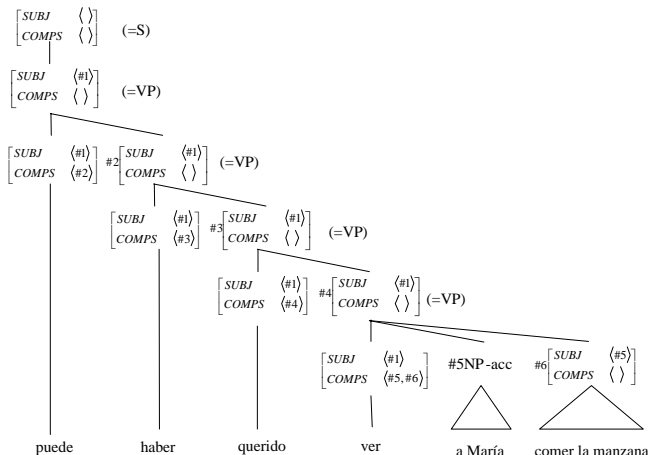 SUBJ ⟨ ⟩
COMPS ⟨ ⟩
(=S)
SUBJ ⟨#1⟩
COMPS ⟨ ⟩
(=VP)
SUBJ ⟨#1⟩
COMPS ⟨#2⟩
#2
SUBJ ⟨#1⟩
COMPS ⟨ ⟩
(=VP)
SUBJ ⟨#1⟩
COMPS ⟨#3⟩
#3
SUBJ ⟨#1⟩
COMPS ⟨ ⟩
(=VP)
SUBJ ⟨#1⟩
COMPS ⟨#4⟩
#4
SUBJ ⟨#1⟩
COMPS ⟨ ⟩
(=VP)
SUBJ ⟨#1⟩
COMPS ⟨#5,#6⟩
#5NP-acc
#6
SUBJ ⟨#5⟩
COMPS ⟨ ⟩
puede haber querido ver a María comer la manzana